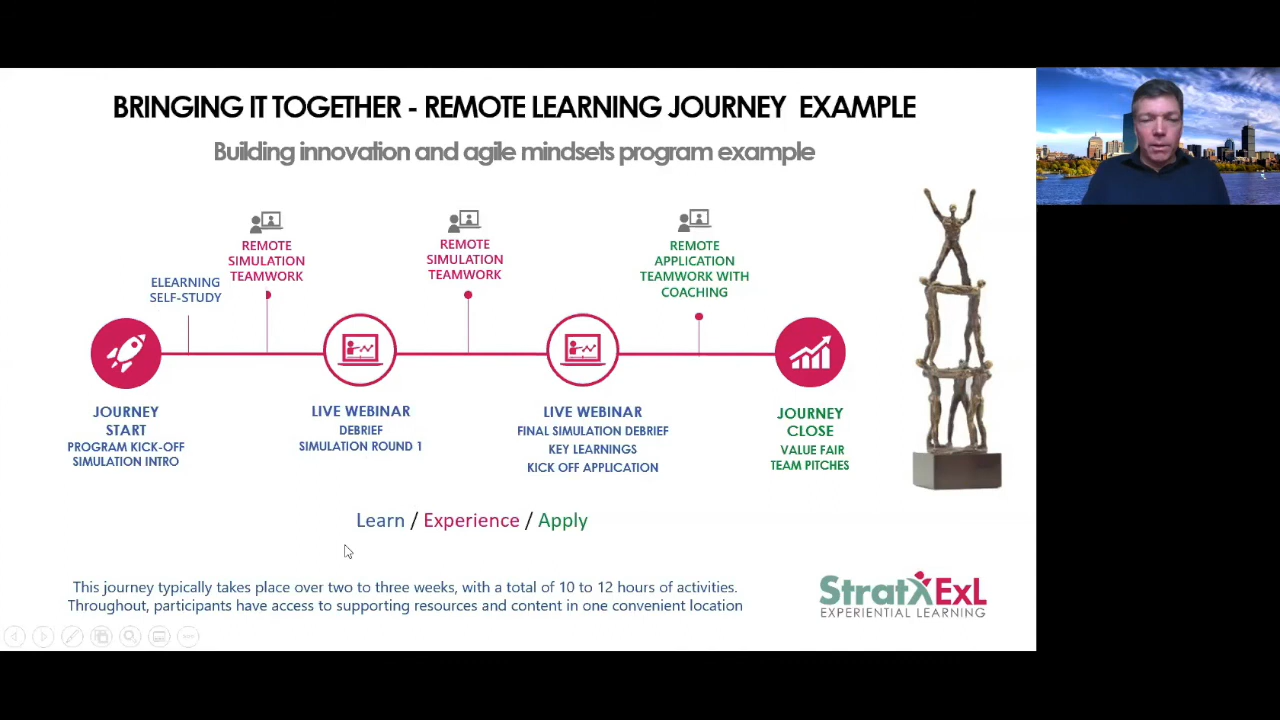 BRINGING IT TOGETHER - REMOTE LEARNING JOURNEY EXAMPLE
Building innovation and agile mindsets program example
ELEARNING
SELF-STUDY
REMOTE
SIMULATION
TEAMWORK
REMOTE
SIMULATION
TEAMWORK
REMOTE
APPLICATION
TEAMWORK WITH
COACHING
JOURNEY
START
PROGRAM KICK-OFF
SIMULATION INTRO
LIVE WEBINAR
DEBRIEF
SIMULATION ROUND 1
LIVE WEBINAR
FINAL SIMULATION DEBRIEF
KEY LEARNINGS
KICK OFF APPLICATION
JOURNEY
CLOSE
VALUE FAIR
TEAM PITCHES
Learn / Experience / Apply
This journey typically takes place over two to three weeks, with a total of 10 to 12 hours of activities.
Throughout, participants have access to supporting resources and content in one convenient location
StratXExL
EXPERIENTIAL LEARNING